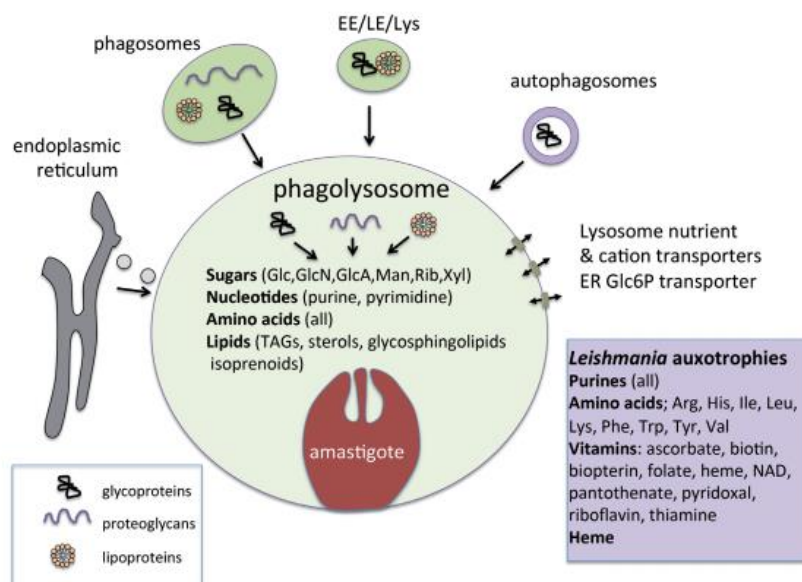 phagosomes
EE/LE/Lys
autophagosomes
endoplasmic
reticulum
phagolysosome
Sugars (Glc,GlcN,GlcA,Man,Rib,Xyl)
Nucleotides (purine, pyrimidine)
Amino acids (all)
Lipids (TAGs, sterols, glycosphingolipids
isoprenoids)
amastigote
Lysosome nutrient
& cation transporters
ER Glc6P transporter
Leishmania auxotrophies
Purines (all)
Amino acids; Arg, His, Ile, Leu,
Lys, Phe, Trp, Tyr, Val
Vitamins: ascorbate, biotin,
biopterin, folate, heme, NAD,
pantothenate, pyridoxal,
riboflavin, thiamine
Heme
glycoproteins
proteoglycans
lipoproteins